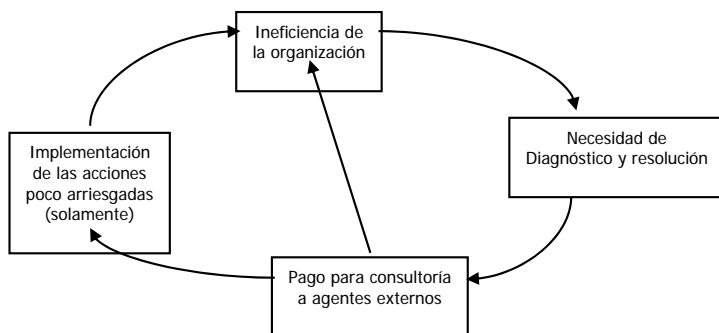 Ineficiencia de
la organización
Necesidad de
Diagnóstico y resolución
Implementación
de las acciones
poco arriesgadas
(solamente)
Pago para consultoría
a agentes externos